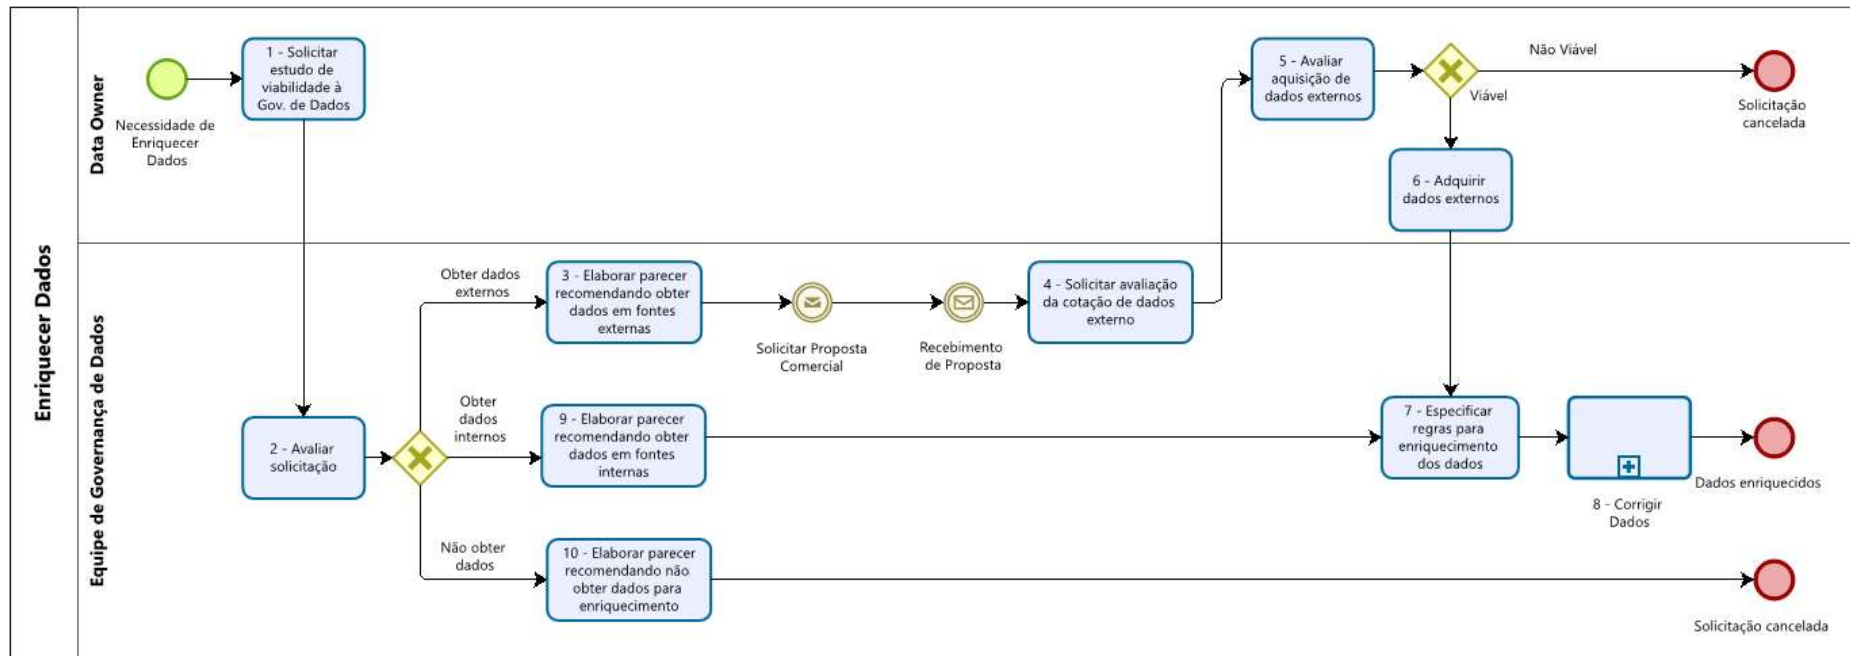 Enriquecer Dados
Data Owner
Necessidade de
Enriquecer
Dados
1 - Solicitar
estudo de
viabilidade à
Gov. de Dados
5 - Avaliar
aquisição de
dados externos
Não Viável
Viável
Solicitação
cancelada
6 - Adquirir
dados externos
Equipe de Governança de Dados
2 - Avaliar
solicitação
Obter dados
externos
3 - Elaborar parecer
recomendando obter
dados em fontes
externas
Solicitar Proposta
Comercial
Recebimento
de Proposta
4 - Solicitar avaliação
da cotação de dados
externo
Obter
dados
internos
9 - Elaborar parecer
recomendando obter
dados em fontes
internas
7 - Especificar
regras para
enriquecimento
dos dados
8 - Corrigir
Dados
Dados enriquecidos
Não obter
dados
10 - Elaborar parecer
recomendando não
obter dados para
enriquecimento
Solicitação cancelada